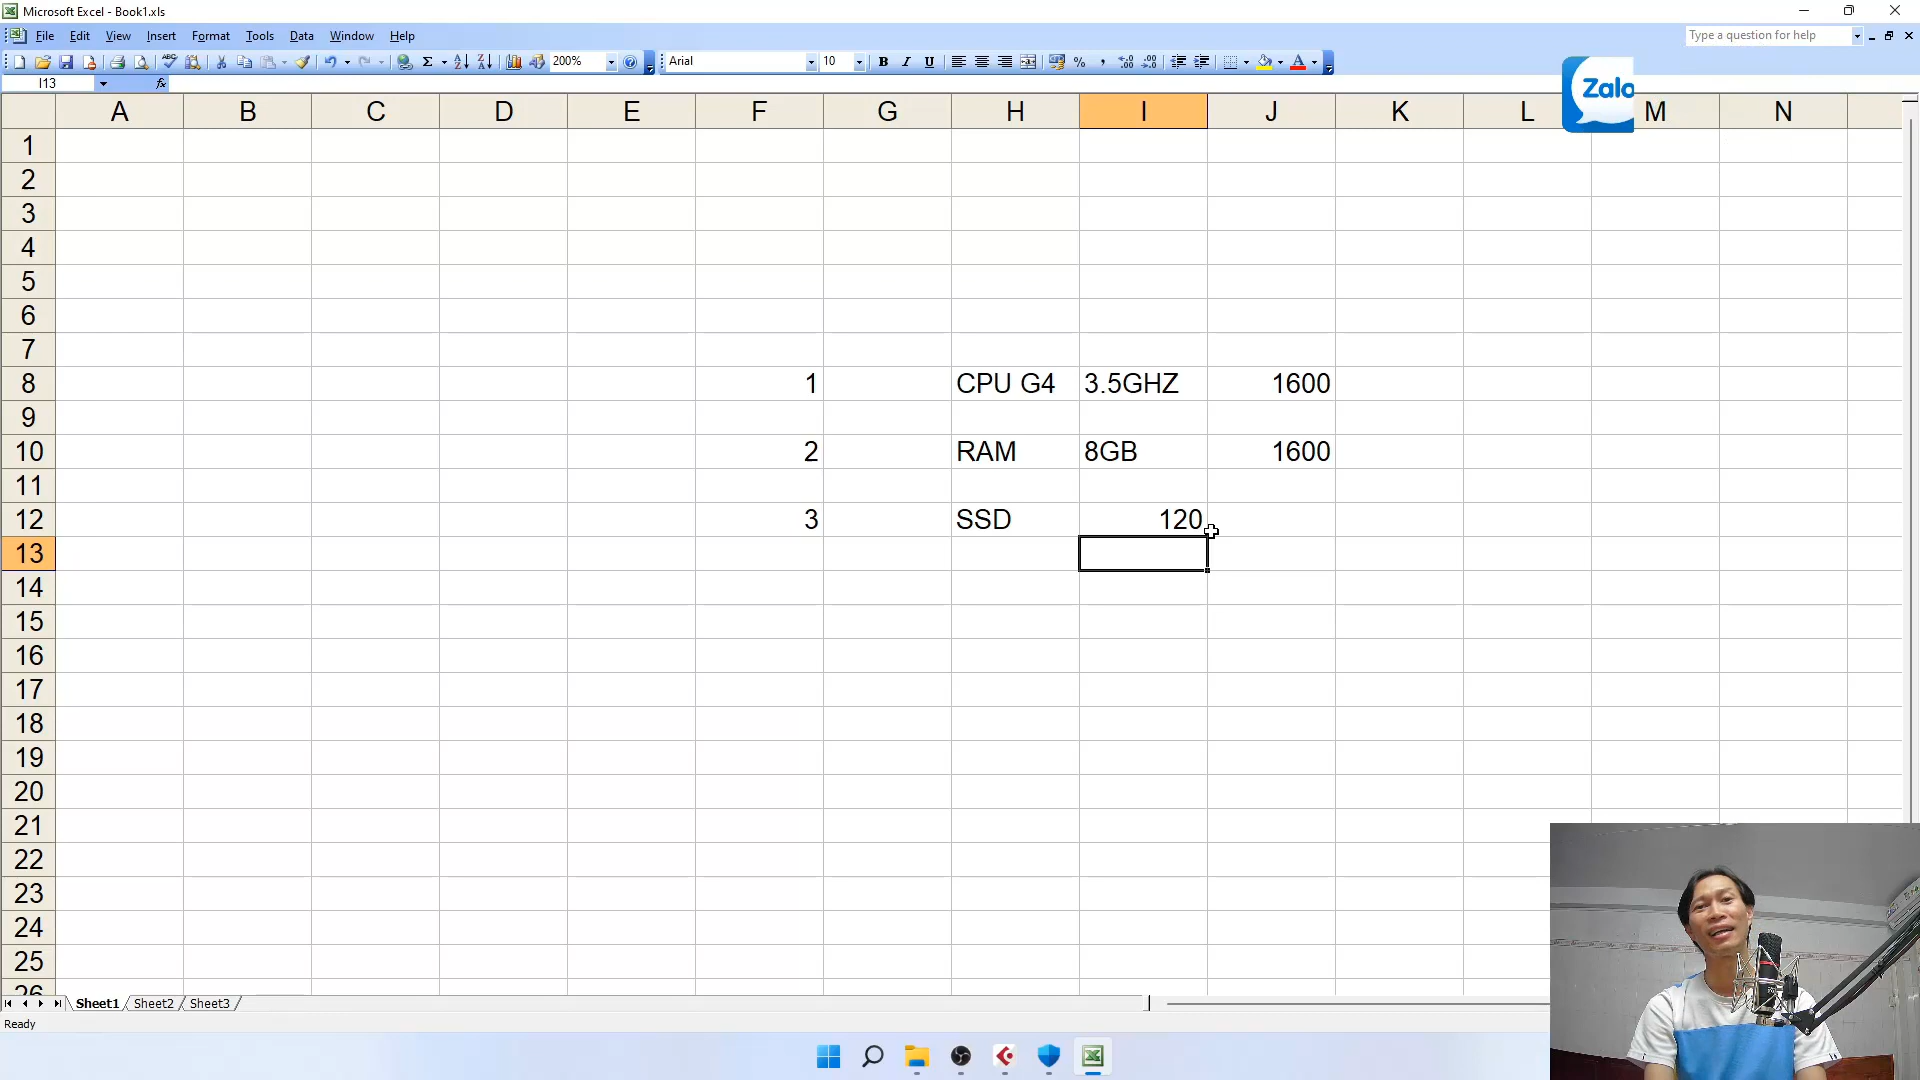 Microsoft Excel - Book1.xls
File Edit View Insert Format Tools Data Window Help
Type a question for help
200%
Arial
10
I13
fx
Zalo
A B C D E F G H I J K L M N
1
2
3
4
5
6
7
8 1 CPU G4 3.5GHZ 1600
9
10 2 RAM 8GB 1600
11
12 3 SSD 120
13
14
15
16
17
18
19
20
21
22
23
24
25
26
Sheet1 Sheet2 Sheet3
Ready